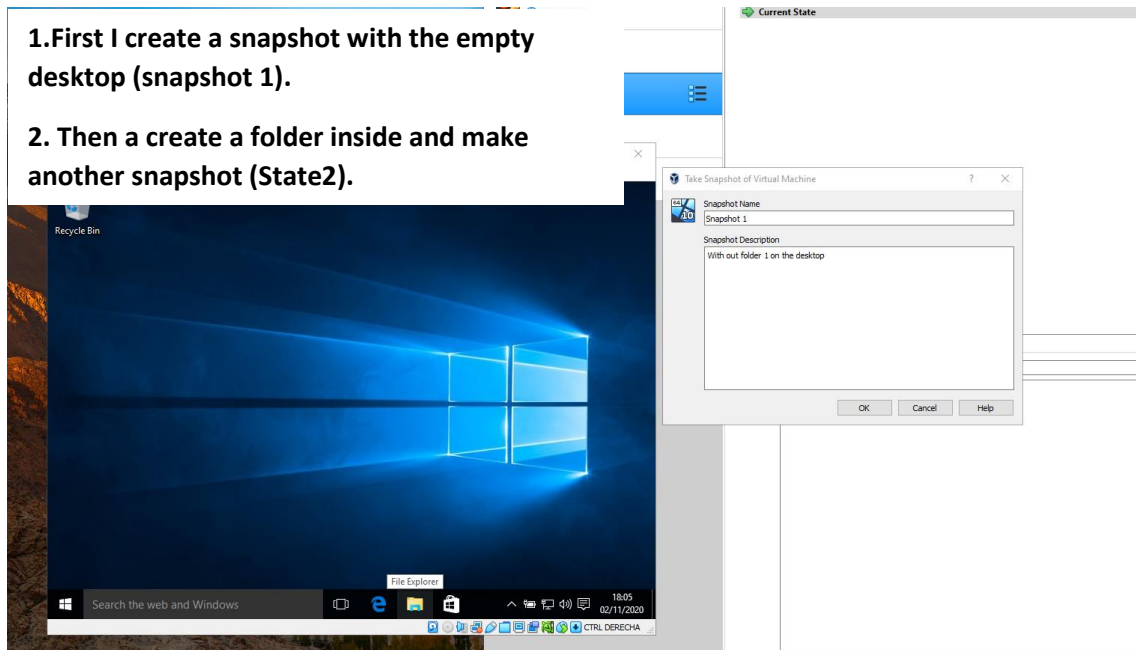 1.First I create a snapshot with the empty
desktop (snapshot 1).
2. Then a create a folder inside and make
another snapshot (State2).
Current State
Recycle Bin
Take Snapshot of Virtual Machine
?
64
10
Snapshot Name
Snapshot 1
Snapshot Description
With out folder 1 on the desktop
OK Cancel Help
File Explorer
Search the web and Windows
18:05
02/11/2020
CTRL DERECHA